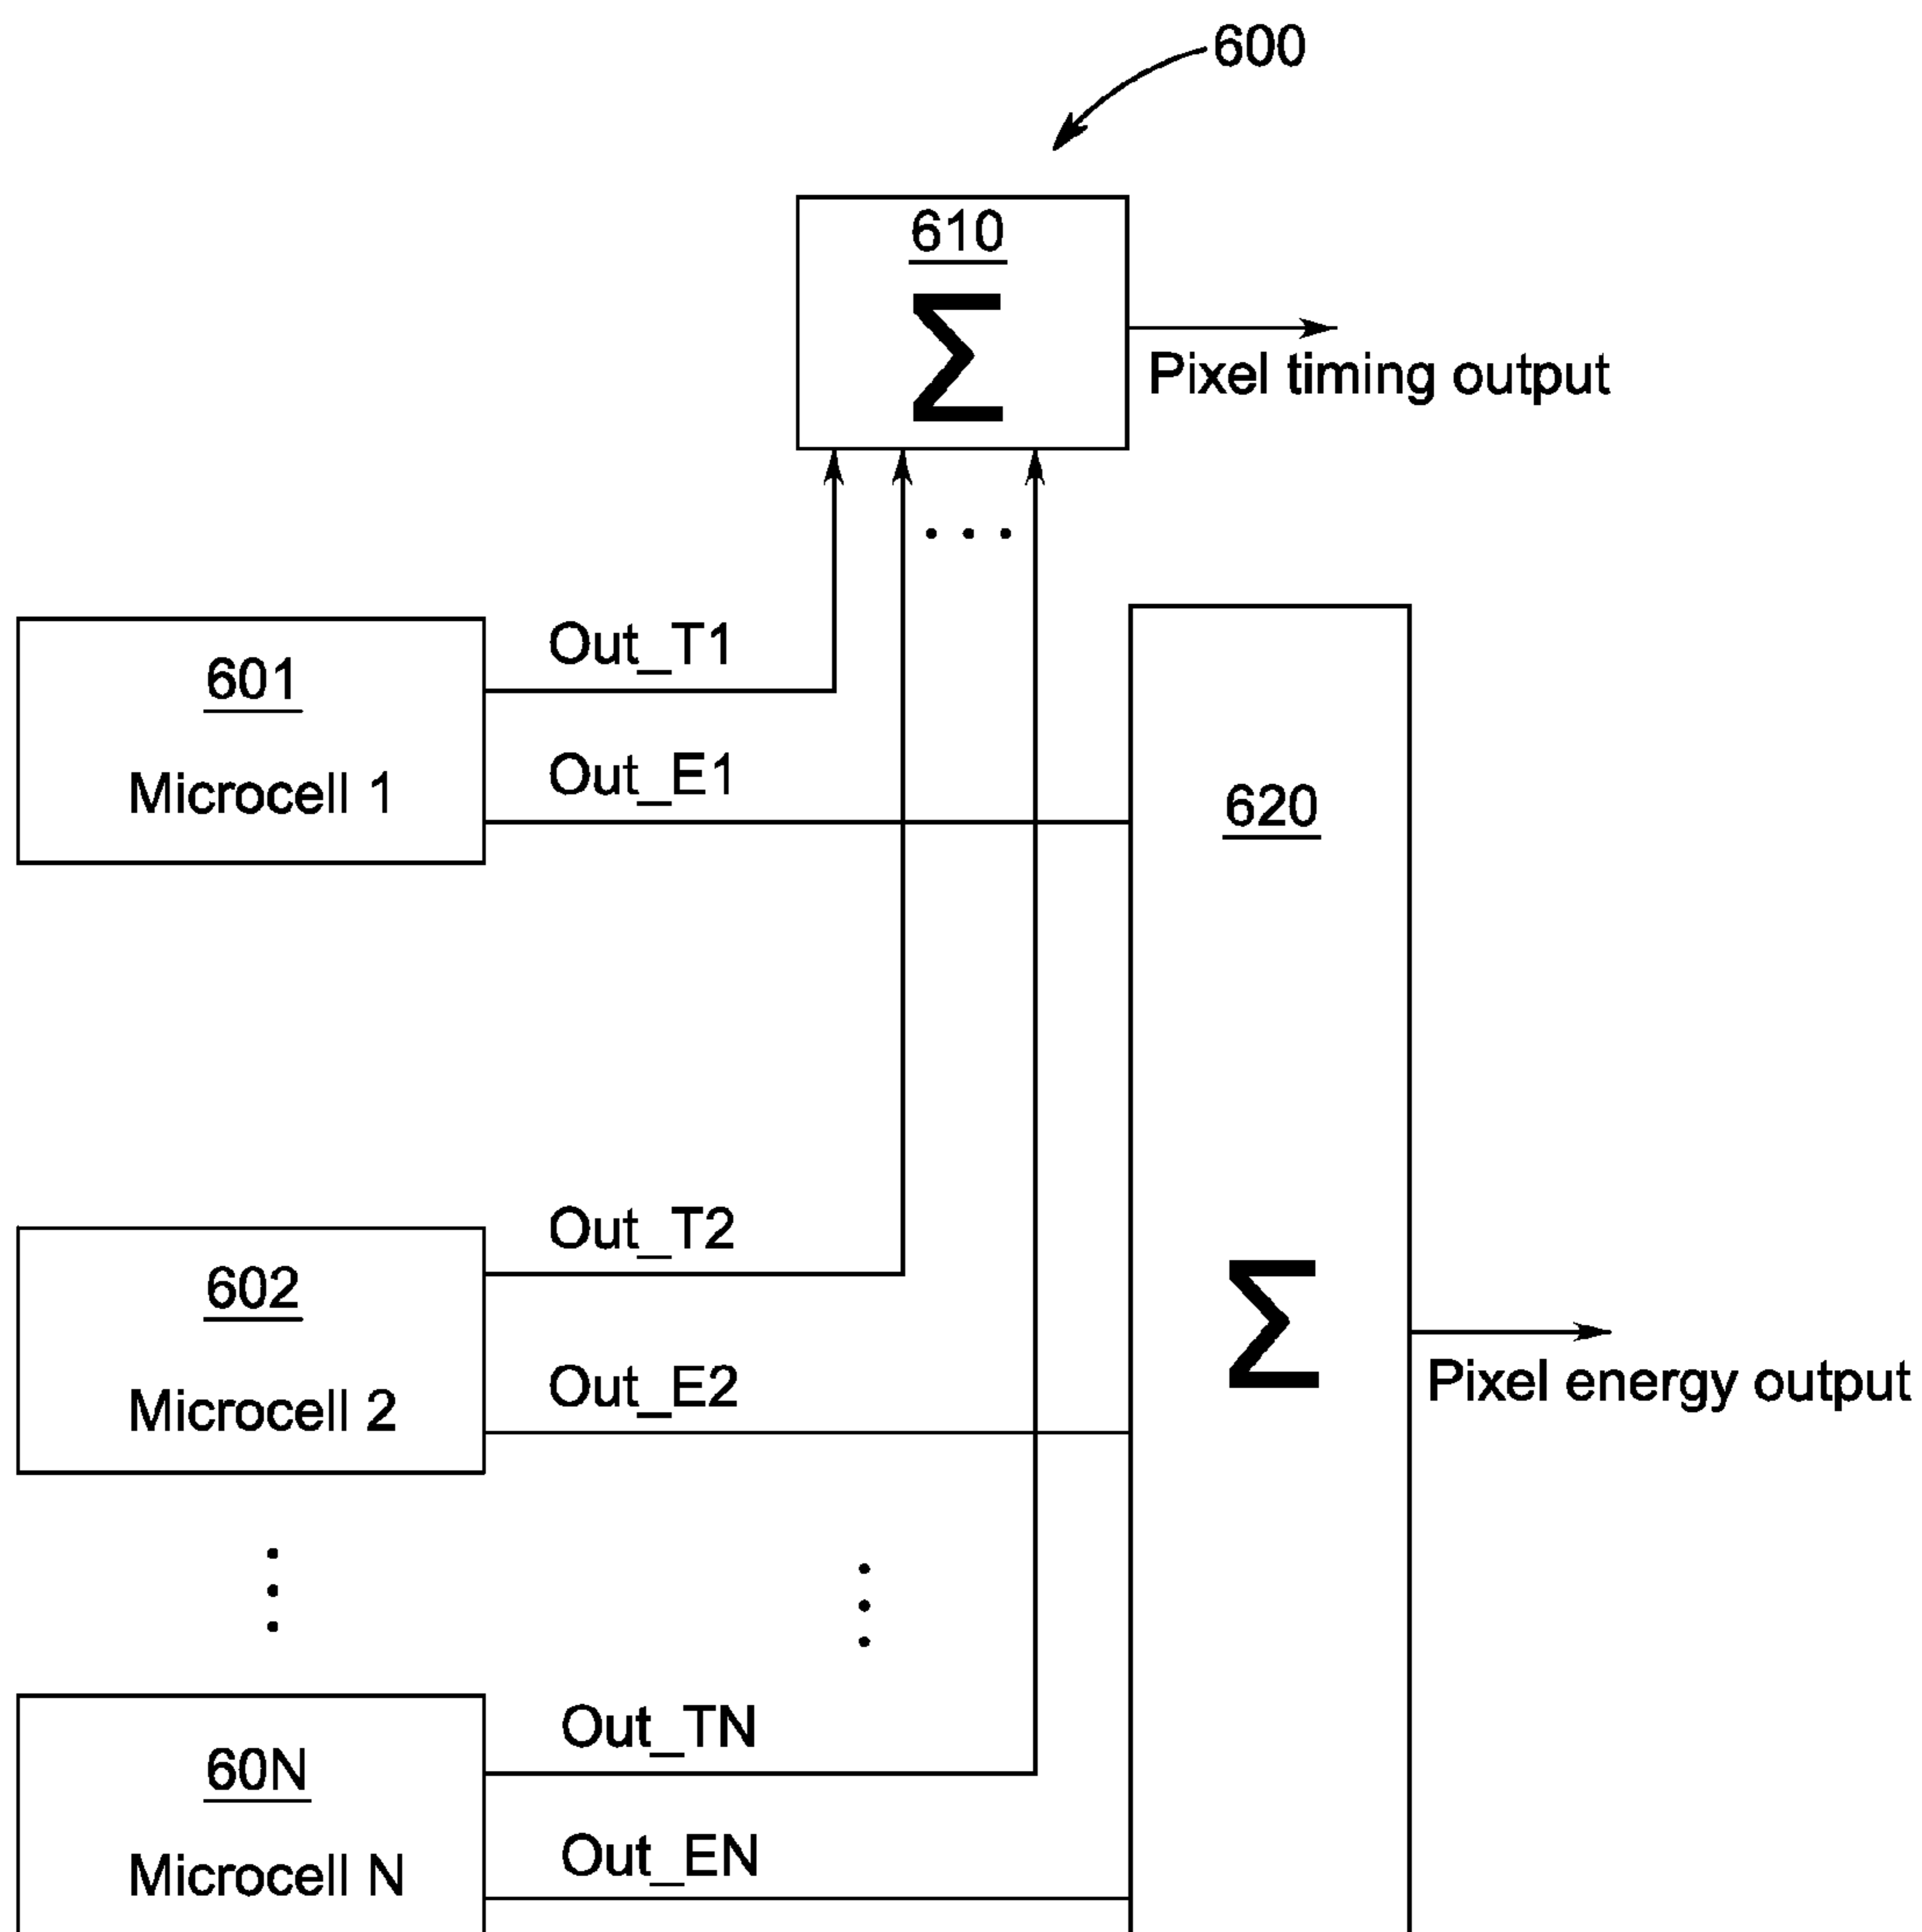 600
610
Σ
Pixel timing output
Out_T1
601
Microcell 1
Out_E1
620
Out_T2
602
Microcell 2
Out_E2
Σ
Pixel energy output
Out_TN
60N
Microcell N
Out_EN